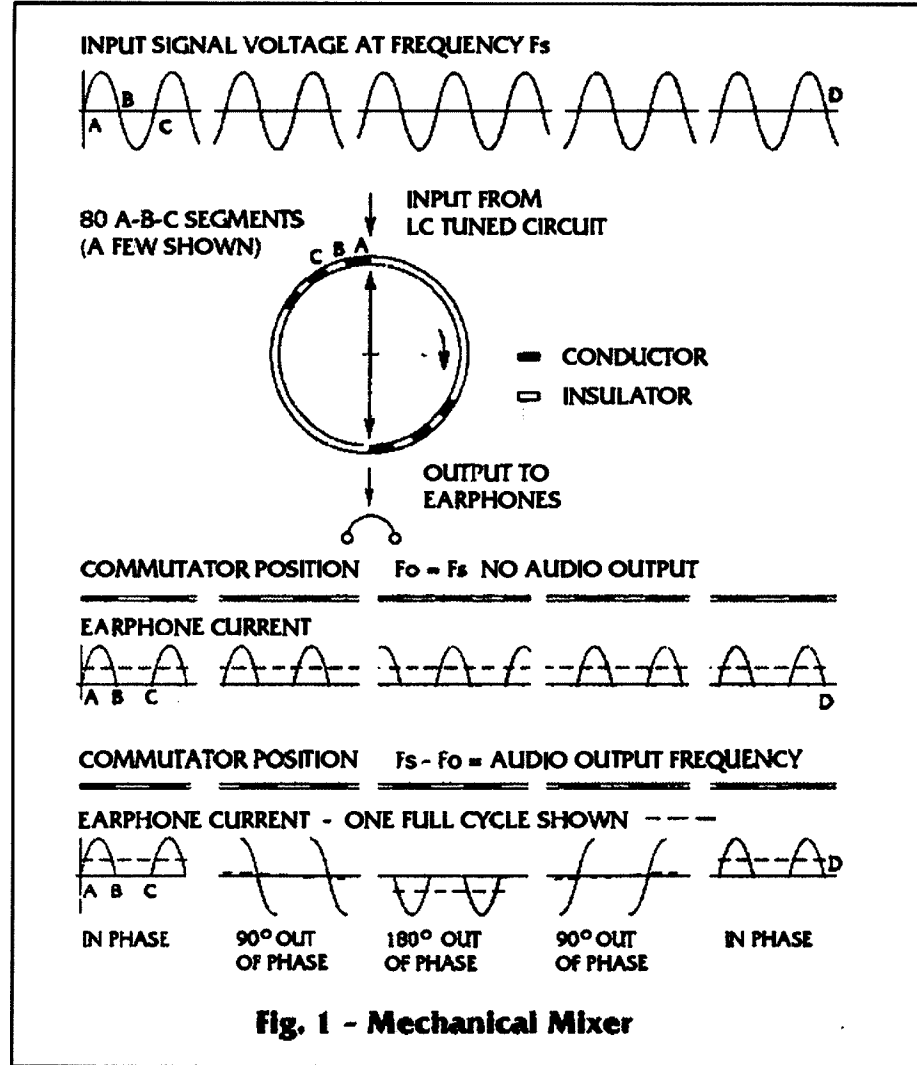 INPUT SIGNAL VOLTAGE AT FREQUENCY Fs
A B C D
80 A-B-C SEGMENTS
(A FEW SHOWN)
INPUT FROM
LC TUNED CIRCUIT
C B A
CONDUCTOR
INSULATOR
OUTPUT TO
EARPHONES
COMMUTATOR POSITION Fo = Fs NO AUDIO OUTPUT
EARPHONE CURRENT
A B C D
COMMUTATOR POSITION Fs - Fo = AUDIO OUTPUT FREQUENCY
EARPHONE CURRENT - ONE FULL CYCLE SHOWN - - -
A B C D
IN PHASE
90° OUT
OF PHASE
180° OUT
OF PHASE
90° OUT
OF PHASE
IN PHASE
Fig. 1 - Mechanical Mixer